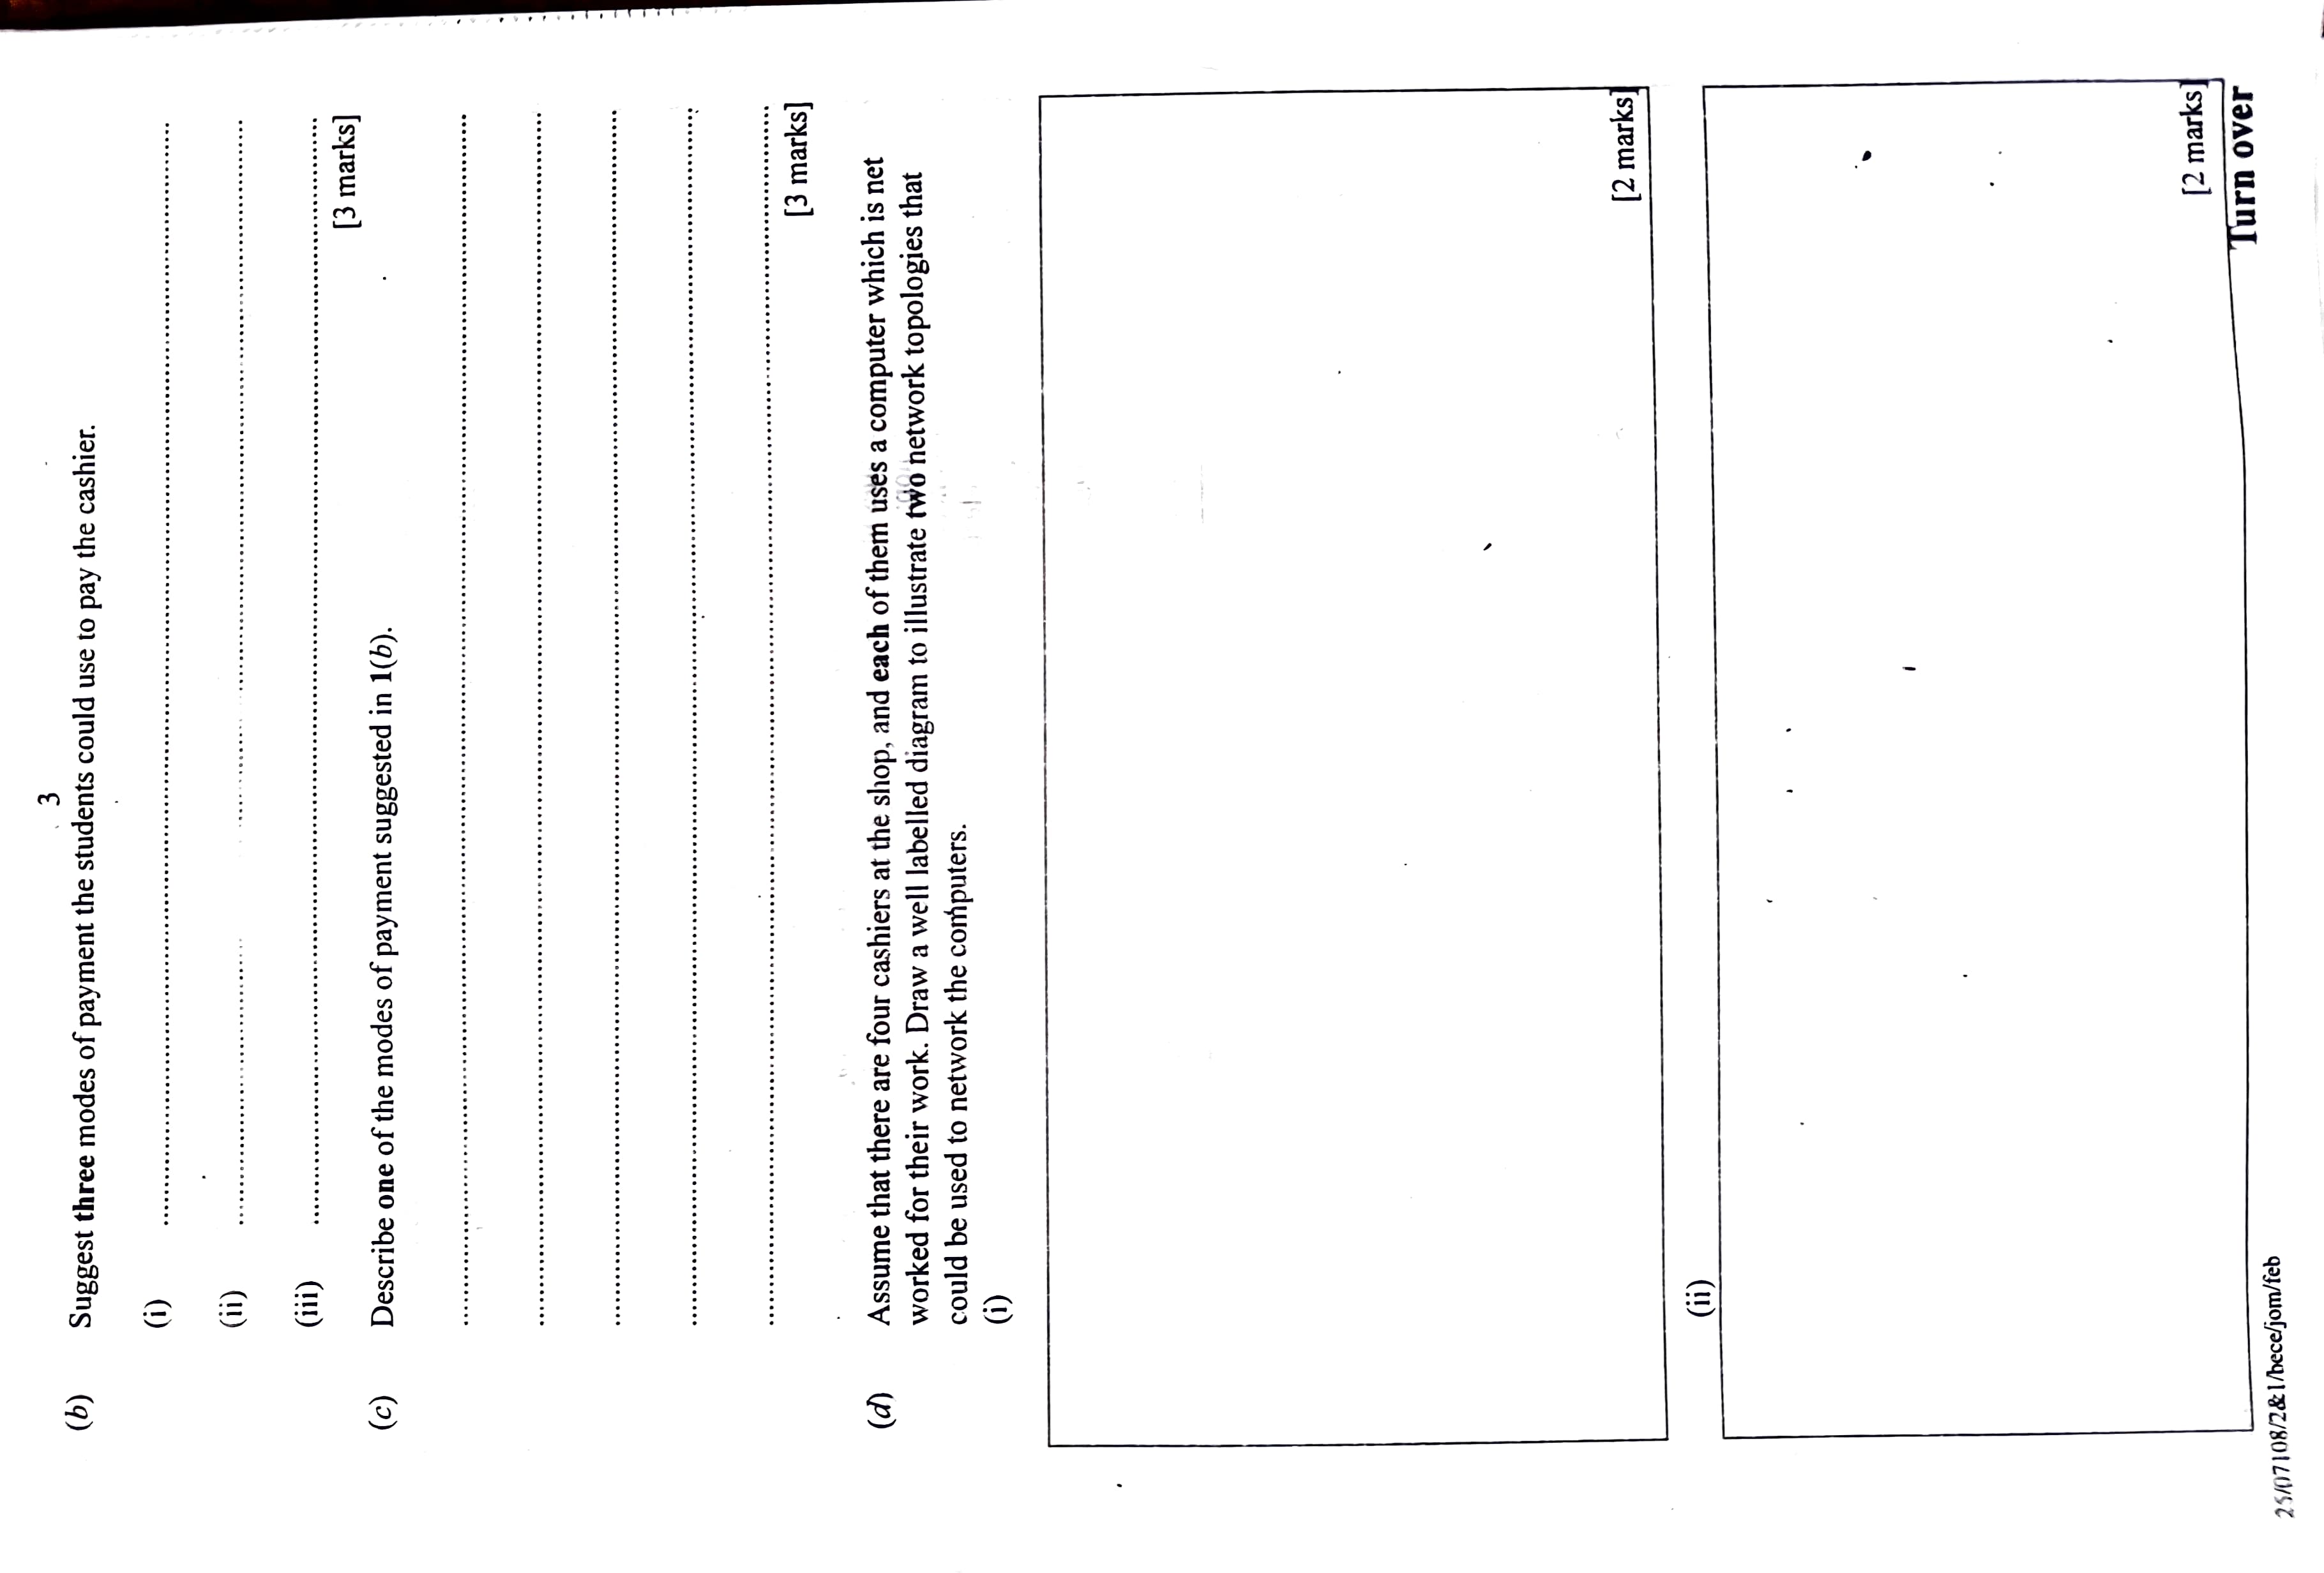 3
(b) Suggest three modes of payment the students could use to pay the cashier.
(i) ........................................................................
(ii) ........................................................................
(iii) ........................................................................
[3 marks]
(c) Describe one of the modes of payment suggested in 1(b).
........................................................................
........................................................................
........................................................................
........................................................................
........................................................................
[3 marks]
(d) Assume that there are four cashiers at the shop, and each of them uses a computer which is net
worked for their work. Draw a well labelled diagram to illustrate two network topologies that
could be used to network the computers.
(i)
[2 marks]
(ii)
[2 marks]
Turn over
25/07108/2&1/bece/jom/feb